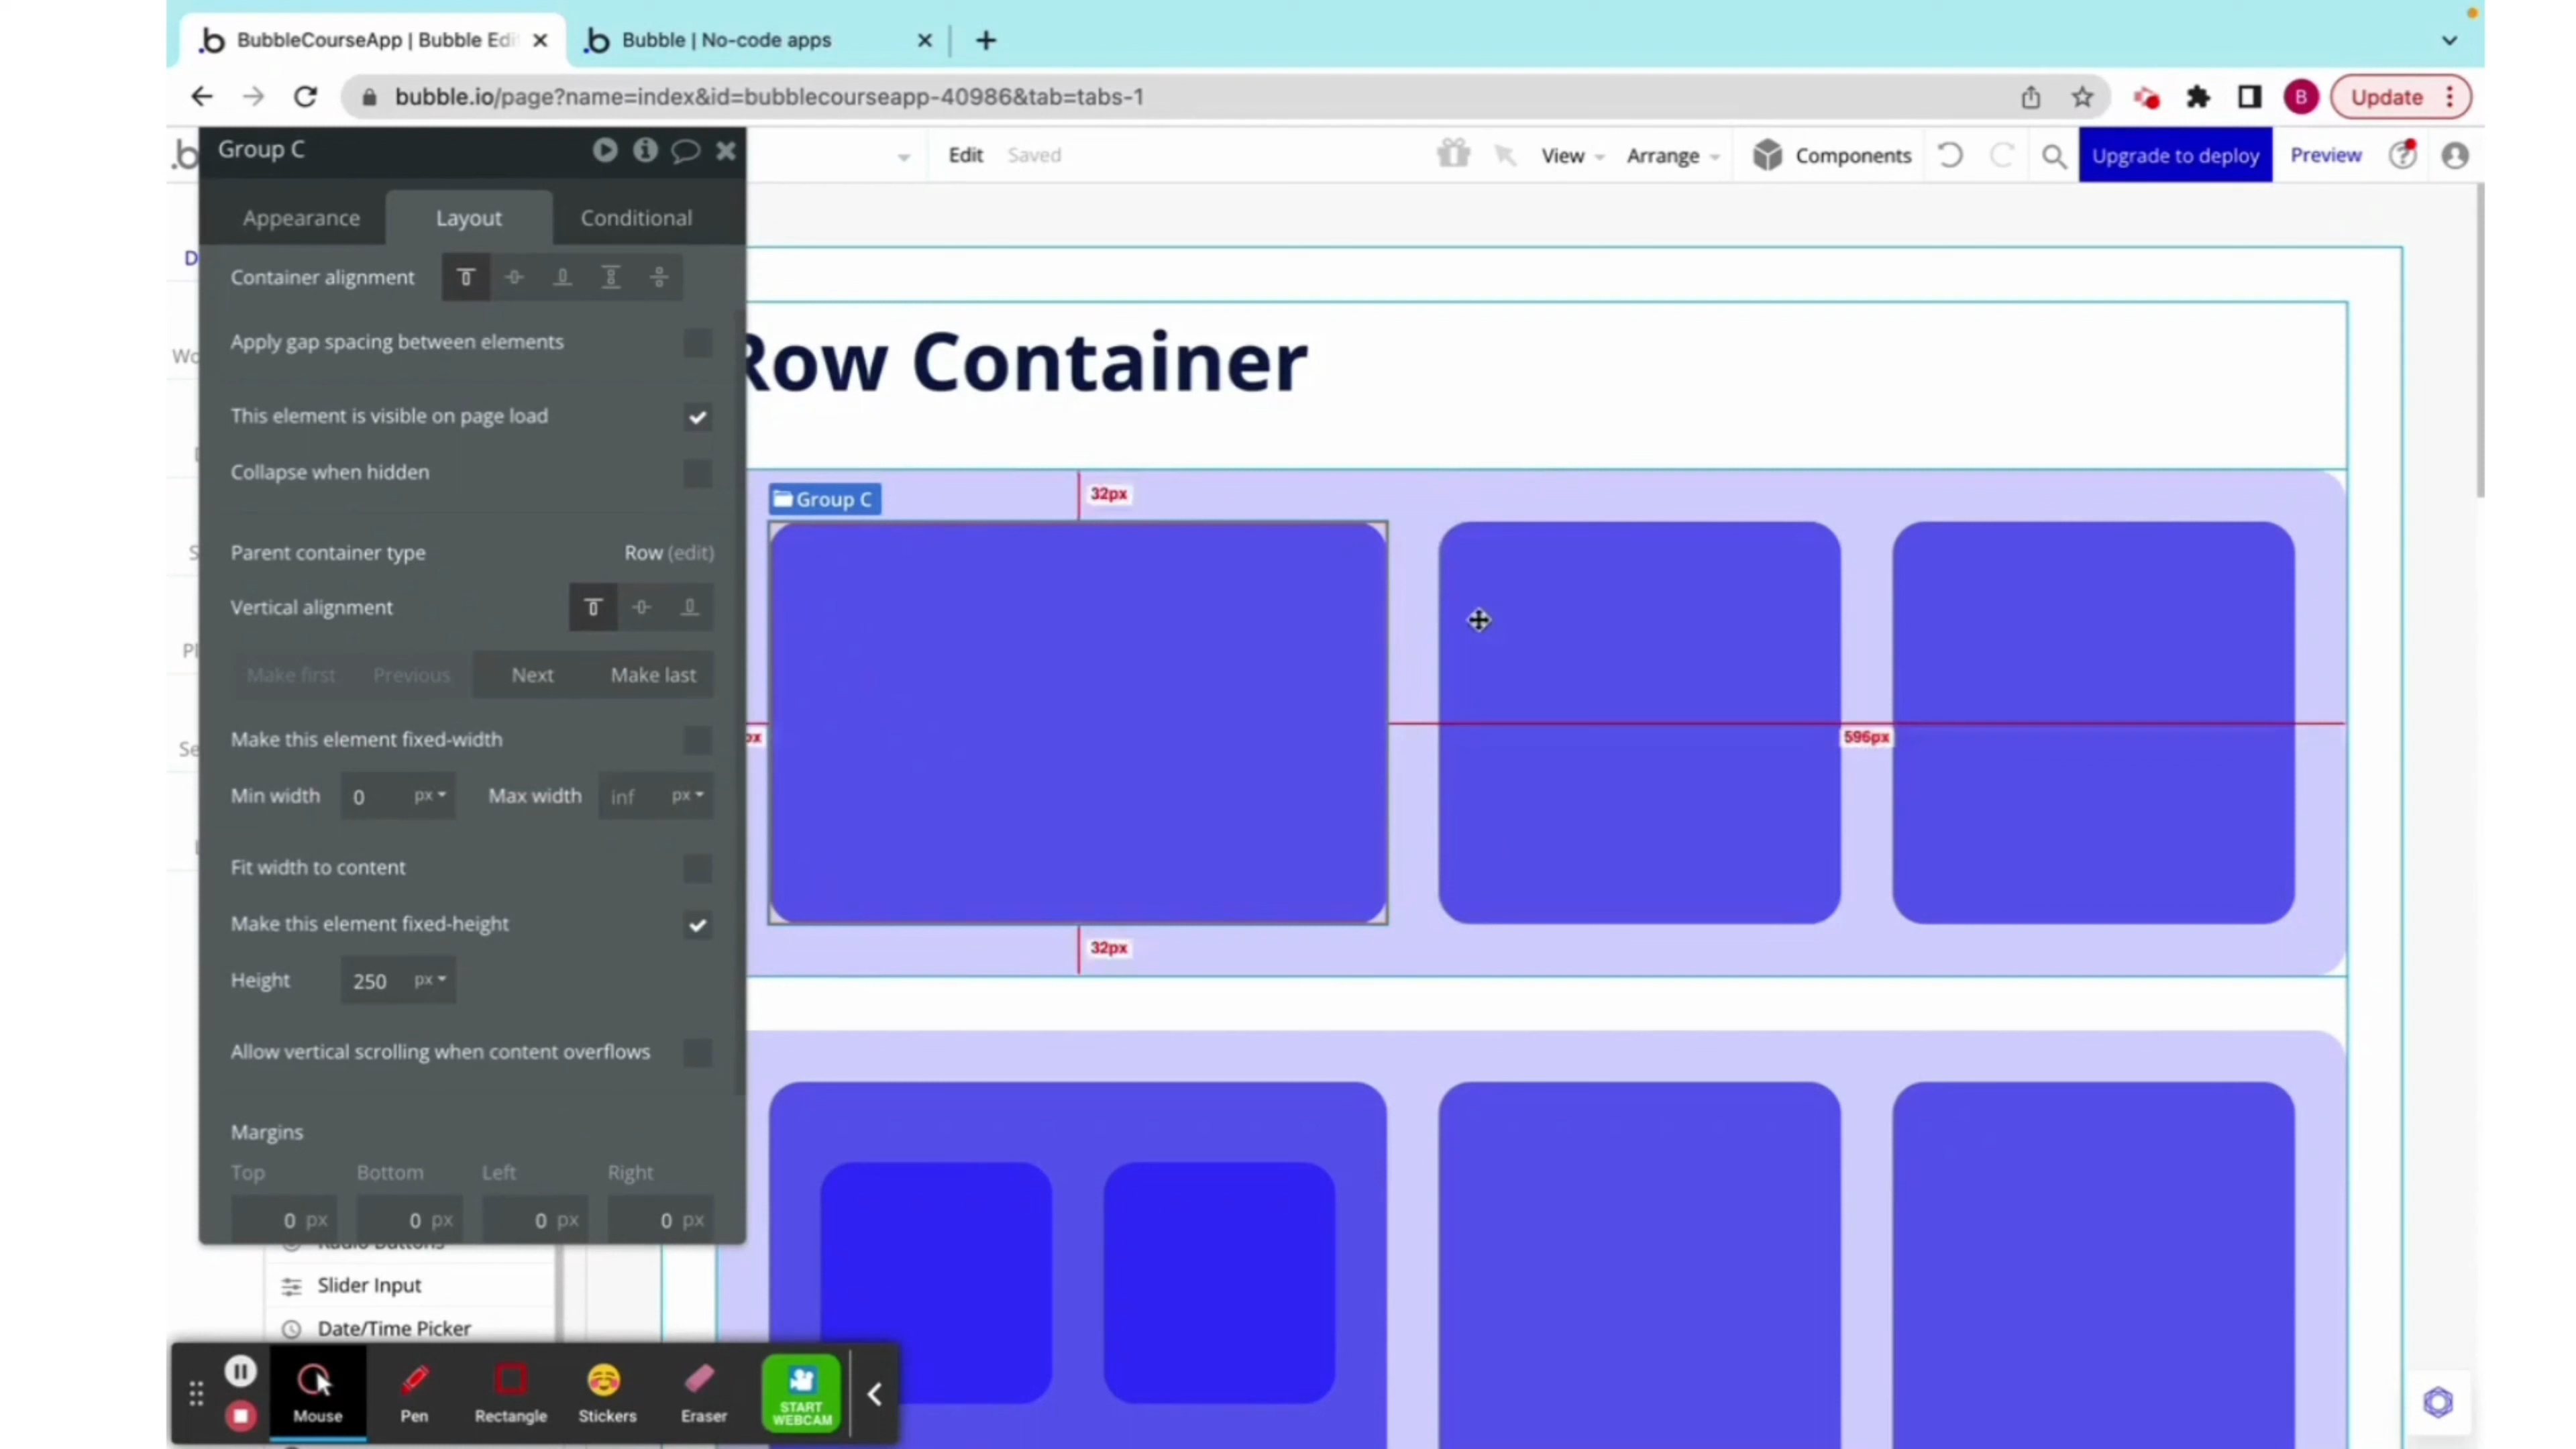 BubbleCourseApp | Bubble Edi
Bubble | No-code apps
bubble.io/page?name=index&id=bubblecourseapp-40986&tab=tabs-1
B
Update
Group C
Edit
Saved
View
Arrange
Components
Upgrade to deploy
Preview
Appearance
Layout
Conditional
Container alignment
Apply gap spacing between elements
This element is visible on page load
Collapse when hidden
Parent container type
Row (edit)
Vertical alignment
Make first
Previous
Next
Make last
Make this element fixed-width
Min width
0
px
Max width
inf
px
Fit width to content
Make this element fixed-height
Height
250
px
Allow vertical scrolling when content overflows
Margins
Top
Bottom
Left
Right
0 px
0 px
0 px
0 px
Row Container
Group C
32px
px
596px
32px
Radio Buttons
Slider Input
Date/Time Picker
Mouse
Pen
Rectangle
Stickers
Eraser
START
WEBCAM